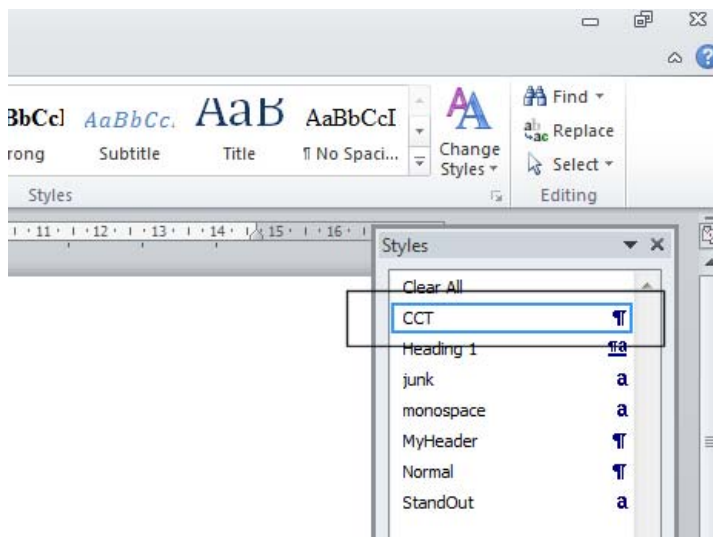 BbCcl AaBbCc. AaB AaBbCcI
rong Subtitle Title ¶ No Spaci...
Change Styles
Find
Replace
Select
Styles Editing
11 12 13 14 15 16
Styles
Clear All
CCT ¶
Heading 1 ¶a
junk a
monospace a
MyHeader ¶
Normal ¶
StandOut a